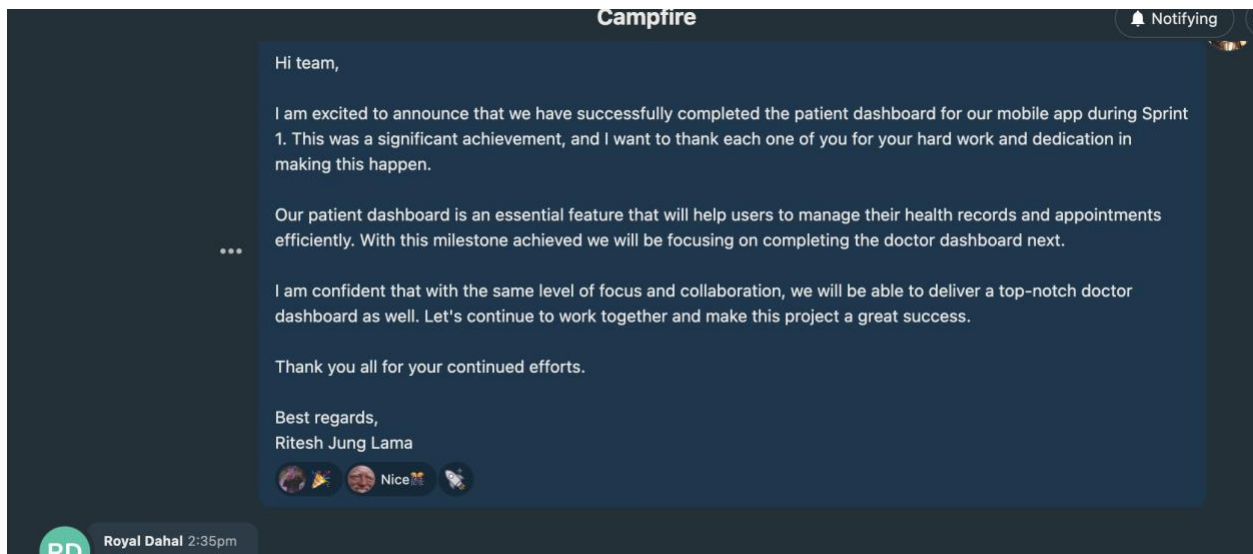 Campfire
Notifying
Hi team,
I am excited to announce that we have successfully completed the patient dashboard for our mobile app during Sprint
1. This was a significant achievement, and I want to thank each one of you for your hard work and dedication in
making this happen.
Our patient dashboard is an essential feature that will help users to manage their health records and appointments
efficiently. With this milestone achieved we will be focusing on completing the doctor dashboard next.
I am confident that with the same level of focus and collaboration, we will be able to deliver a top-notch doctor
dashboard as well. Let's continue to work together and make this project a great success.
Thank you all for your continued efforts.
Best regards,
Ritesh Jung Lama
🎉 Nice🎊 🚀
Royal Dahal 2:35pm
RD